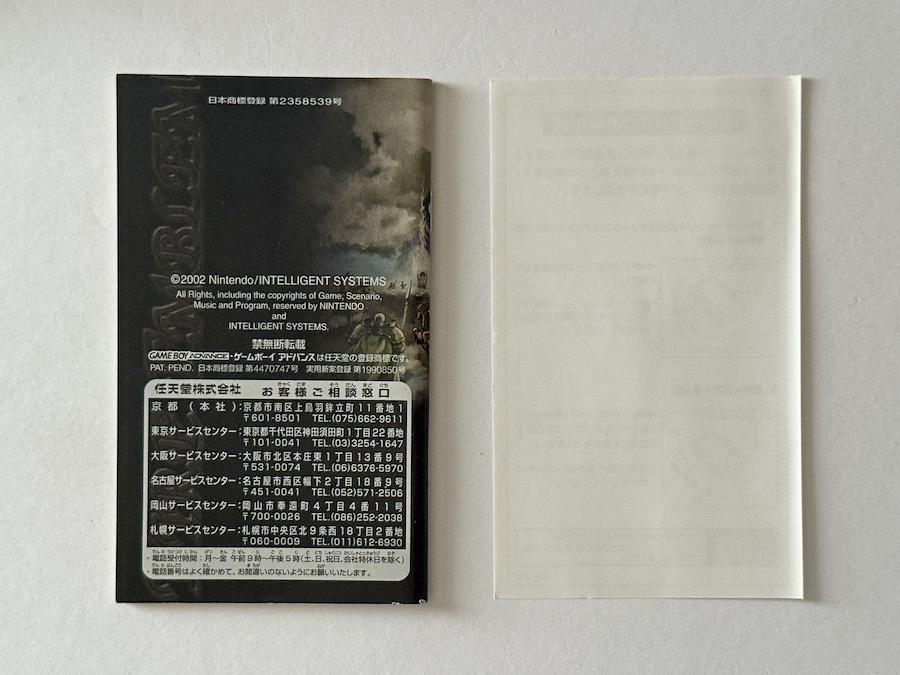 日本商標登録 第2358539号
©2002 Nintendo/INTELLIGENT SYSTEMS
All Rights, including the copyrights of Game, Scenario,
Music and Program, reserved by NINTENDO
and
INTELLIGENT SYSTEMS.
禁無断転載
GAME BOY ADVANCE・ゲームボーイ アドバンスは任天堂の登録商標です。
PAT. PEND. 日本商標登録 第4470747号 実用新案登録 第1990850号
きゃく さま そう だん まど ぐち
任天堂株式会社 お客様ご相談窓口
京都(本社):京都市南区上鳥羽鉾立町11番地1
〒601-8501 TEL.(075)662-9611
東京サービスセンター:東京都千代田区神田須田町1丁目22番地
〒101-0041 TEL.(03)3254-1647
大阪サービスセンター:大阪市北区本庄東1丁目13番9号
〒531-0074 TEL.(06)6376-5970
名古屋サービスセンター:名古屋市西区幅下2丁目18番9号
〒451-0041 TEL.(052)571-2506
岡山サービスセンター:岡山市奉還町4丁目4番11号
〒700-0026 TEL.(086)252-2038
札幌サービスセンター:札幌市中央区北9条西18丁目2番地
〒060-0009 TEL.(011)612-6930
・電話受付時間:月〜金 午前9時〜午後5時(土、日、祝日、会社特休日を除く)
・電話番号はよく確かめて、お間違いのないようにお願いいたします。